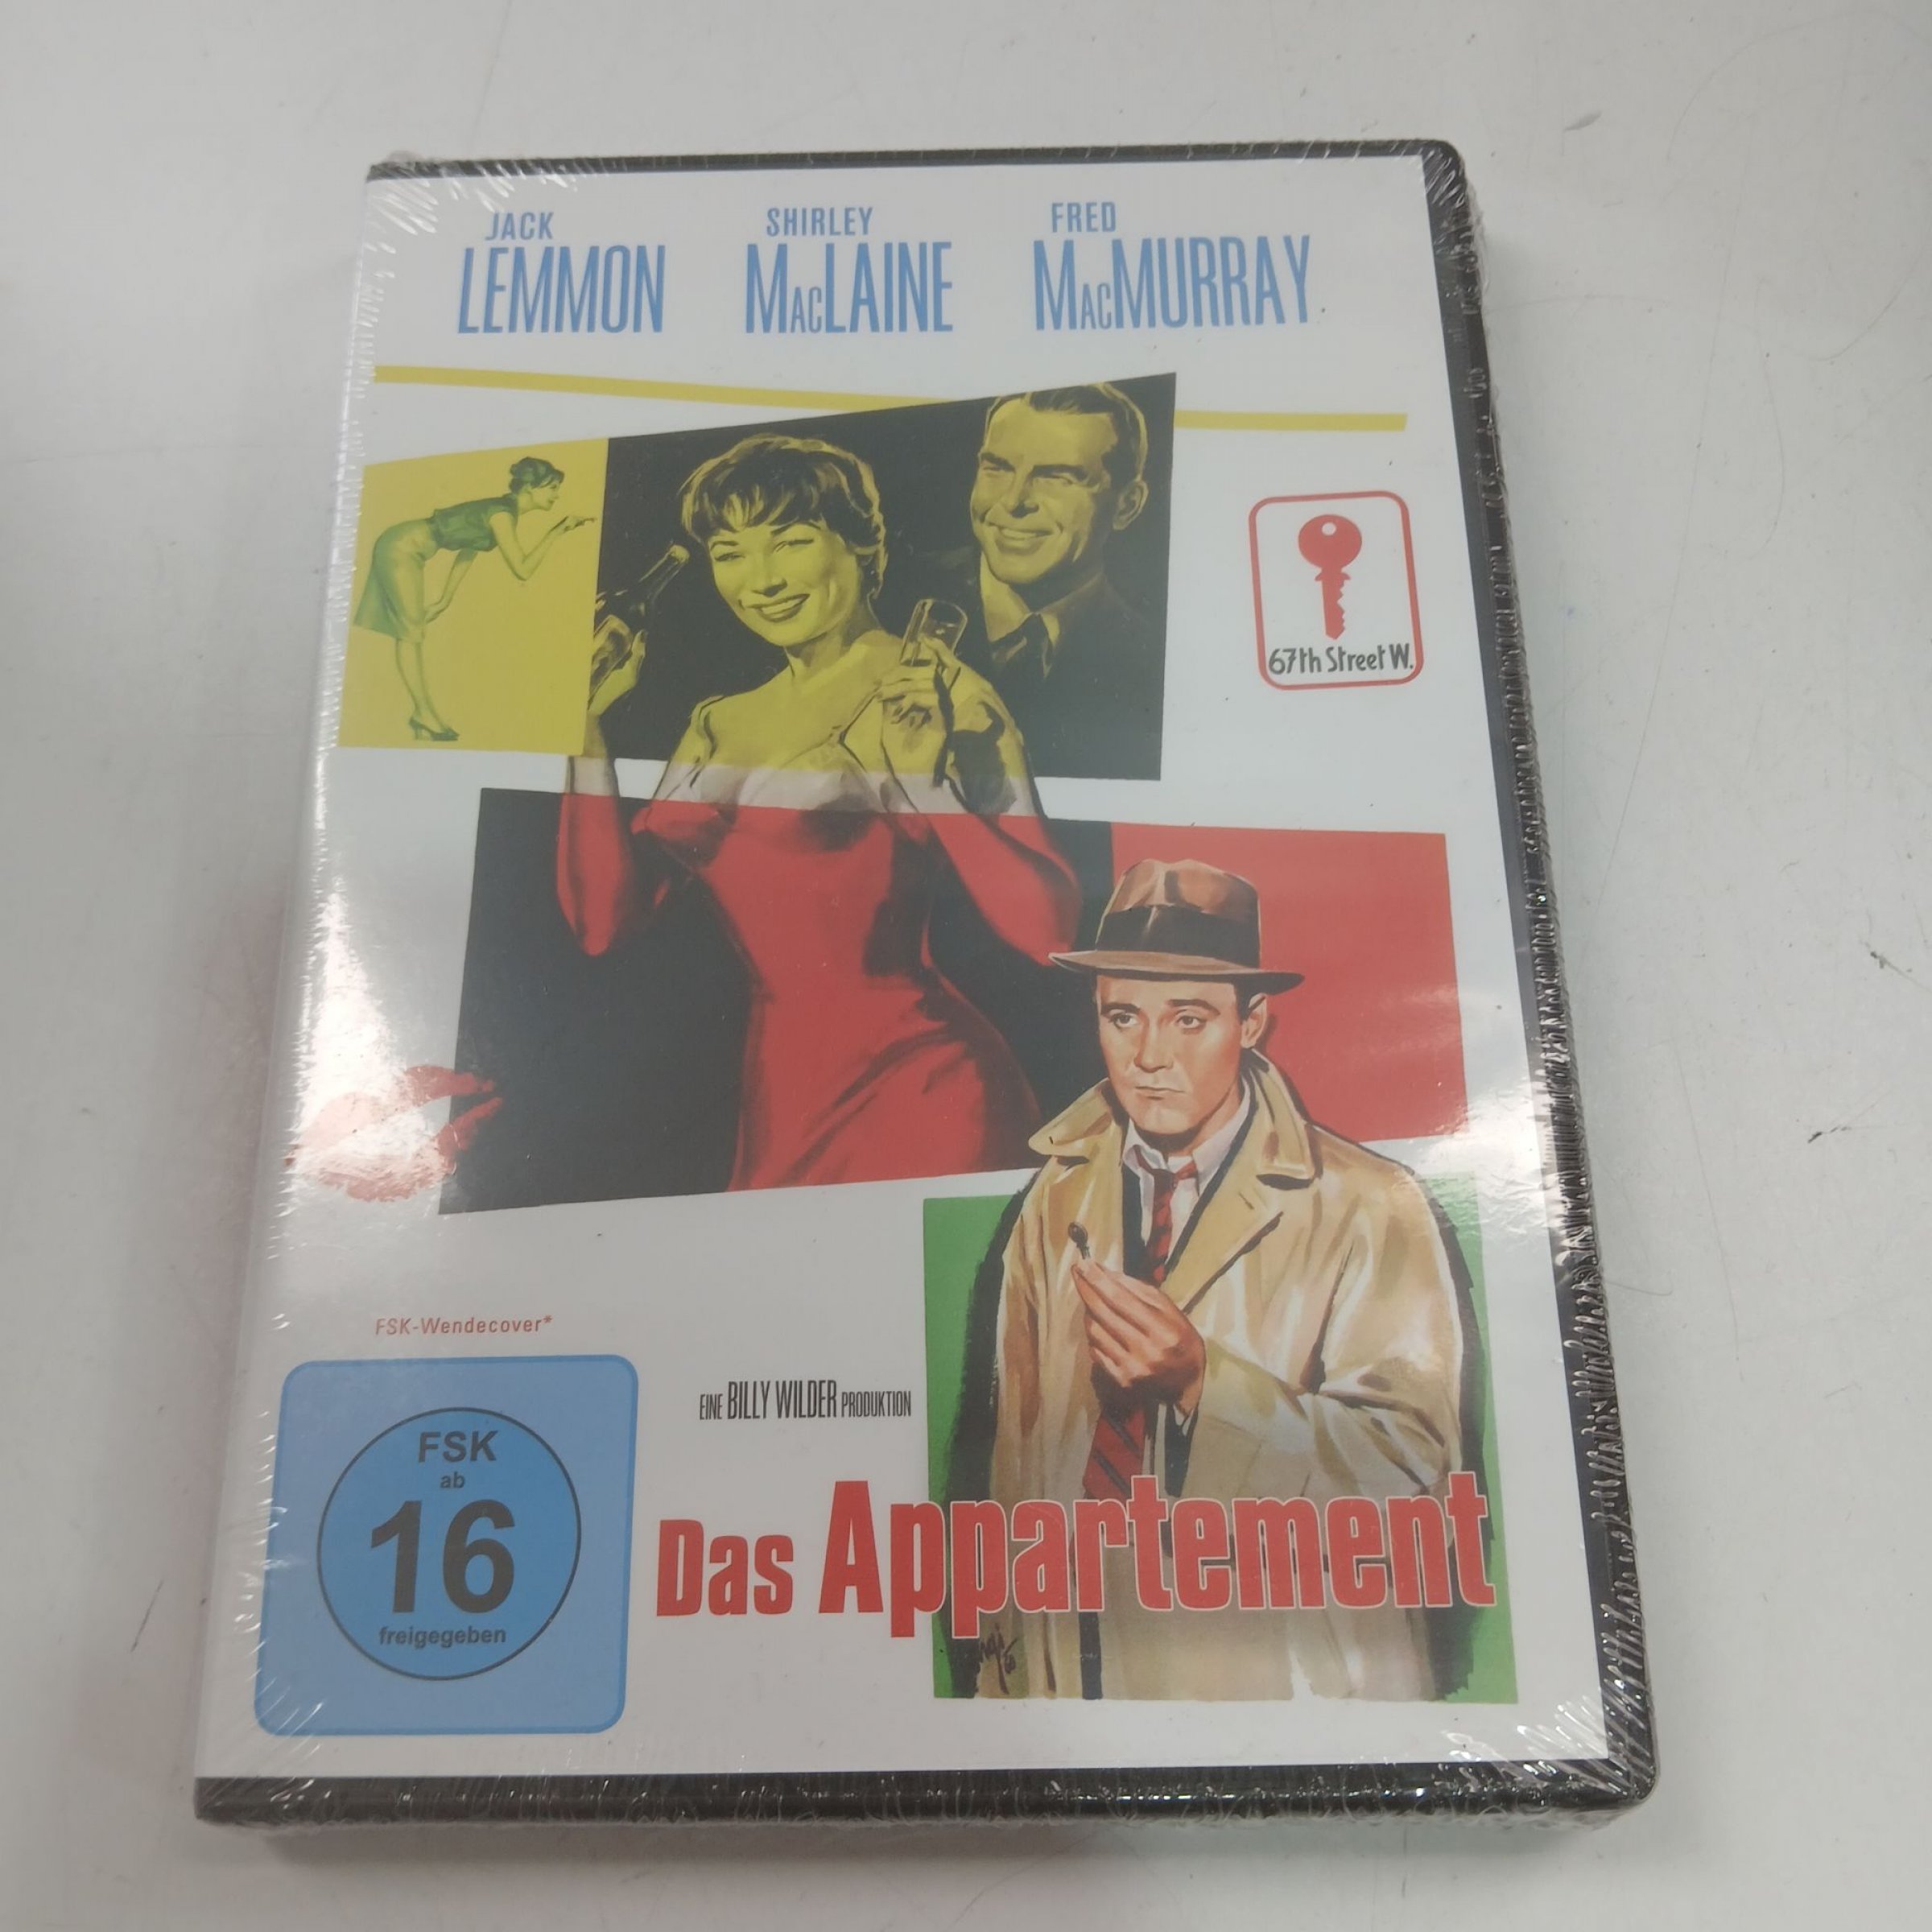 JACK SHIRLEY FRED
LEMMON MACLAINE MACMURRAY
67th Street W.
FSK-Wendecover*
EINE BILLY WILDER PRODUKTION
FSK
ab
16
freigegeben
Das Appartement